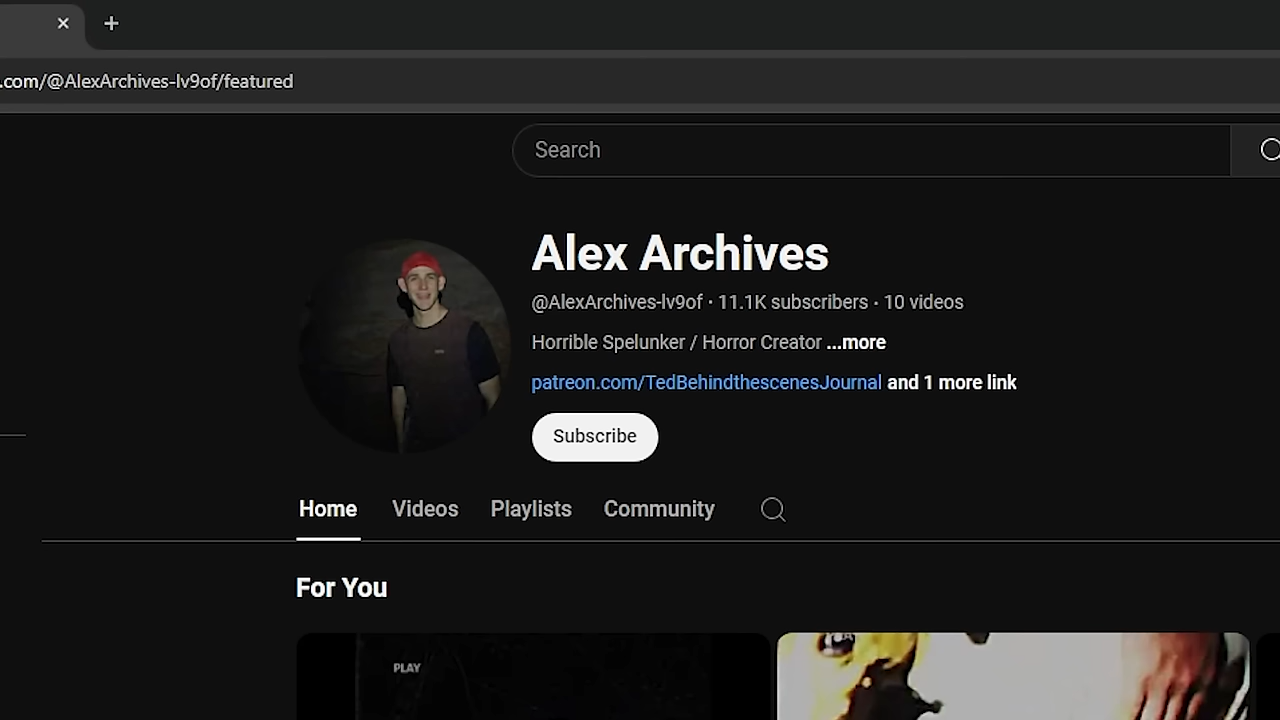 .com/@AlexArchives-lv9of/featured
Search
Alex Archives
@AlexArchives-lv9of · 11.1K subscribers · 10 videos
Horrible Spelunker / Horror Creator ...more
patreon.com/TedBehindthescenesJournal and 1 more link
Subscribe
Home Videos Playlists Community
For You
PLAY